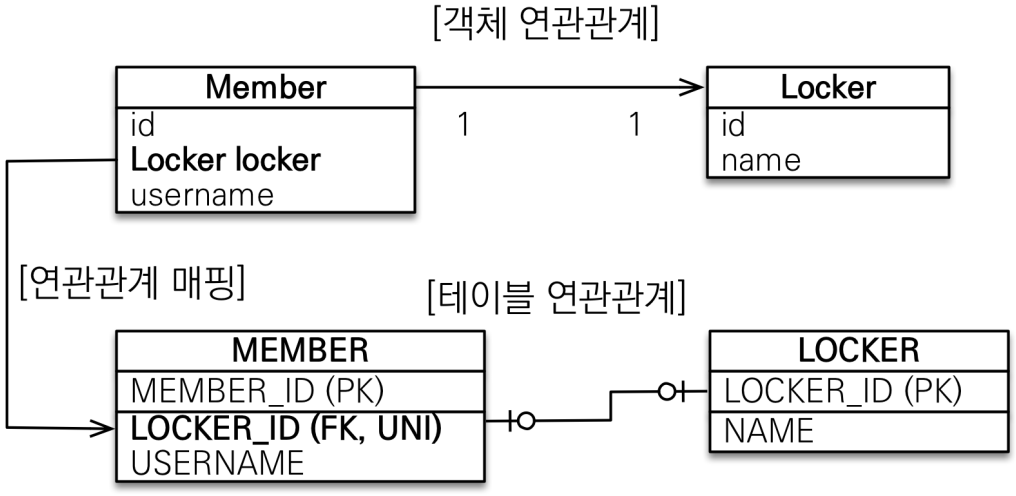 [객체 연관관계]
Member
id
Locker locker
username
1
1
Locker
id
name
[연관관계 매핑]
[테이블 연관관계]
MEMBER
MEMBER_ID (PK)
LOCKER_ID (FK, UNI)
USERNAME
LOCKER
LOCKER_ID (PK)
NAME